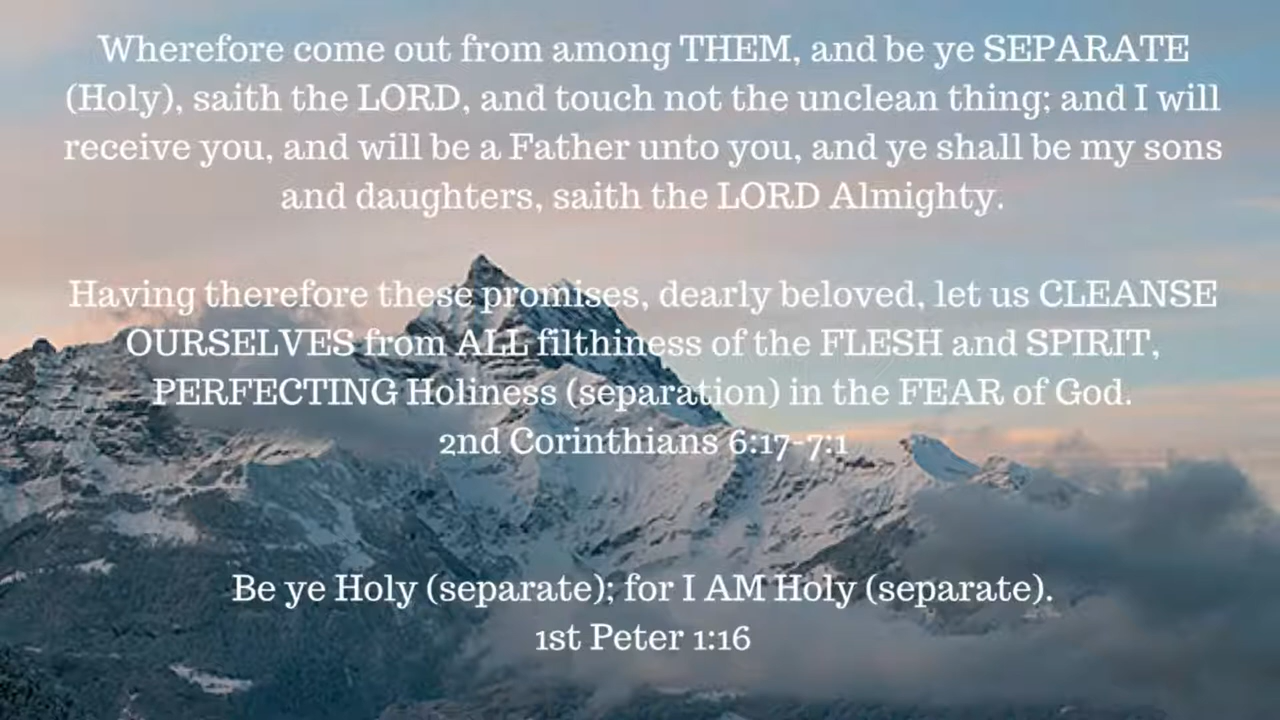 Wherefore come out from among THEM, and be ye SEPARATE
(Holy), saith the LORD, and touch not the unclean thing; and I will
receive you, and will be a Father unto you, and ye shall be my sons
and daughters, saith the LORD Almighty.
Having therefore these promises, dearly beloved, let us CLEANSE
OURSELVES from ALL filthiness of the FLESH and SPIRIT,
PERFECTING Holiness (separation) in the FEAR of God.
2nd Corinthians 6:17-7:1
Be ye Holy (separate); for I AM Holy (separate).
1st Peter 1:16